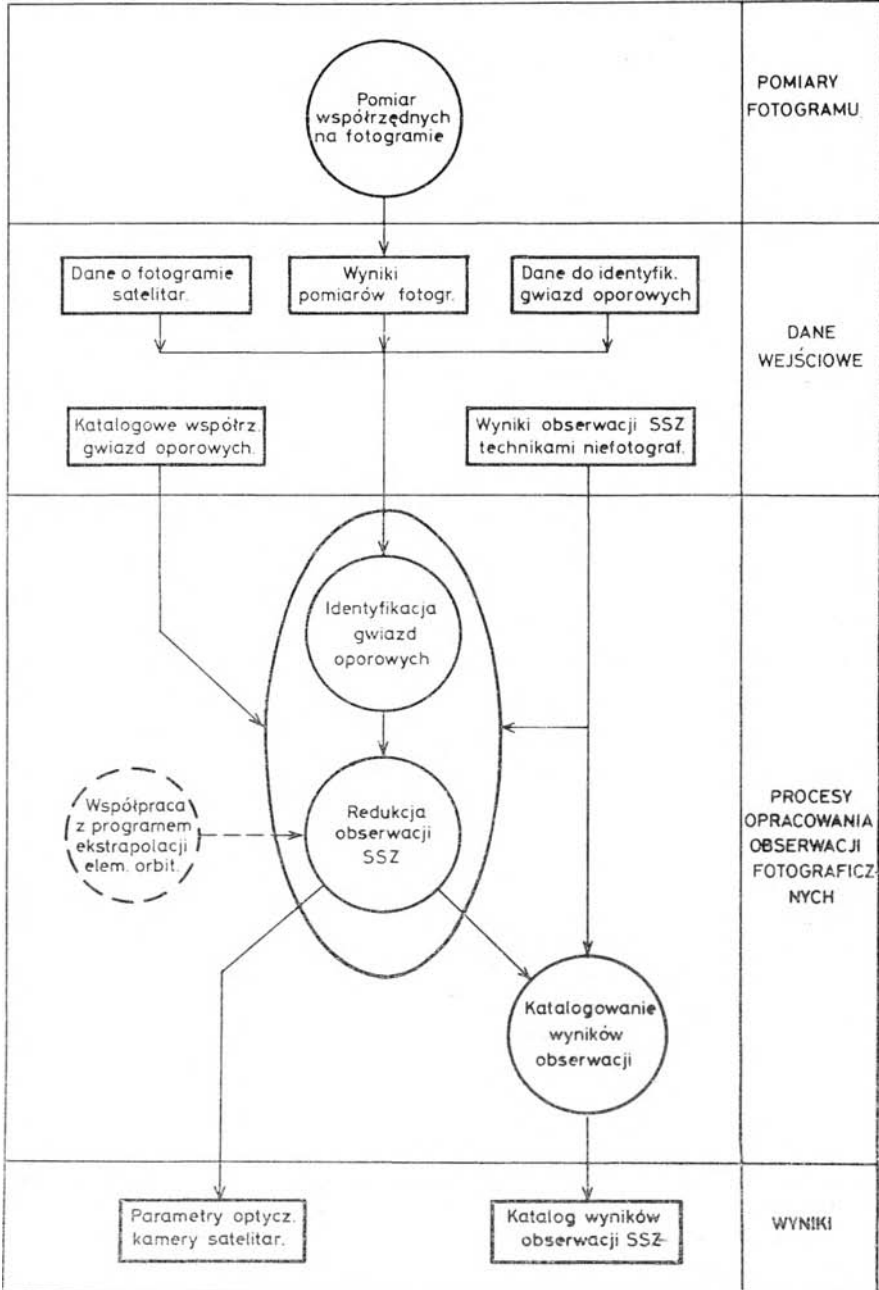 Pomiar
współrzędnych
na fotogramie
POMIARY
FOTOGRAMU
Dane o fotogramie
satelitar.
Wyniki
pomiarów fotogr.
Dane do identyfik.
gwiazd oporowych
DANE
WEJŚCIOWE
Katalogowe współrz.
gwiazd oporowych.
Wyniki obserwacji SSZ
technikami niefotograf.
Identyfikacja
gwiazd
oporowych
Współpraca
z programem
ekstrapolacji
elem. orbit.
Redukcja
obserwacji
SSZ
PROCESY
OPRACOWANIA
OBSERWACJI
FOTOGRAFICZ-
NYCH
Katalogowanie
wyników
obserwacji
Parametry optycz.
kamery satelitar.
Katalog wyników
obserwacji SSZ
WYNIKI